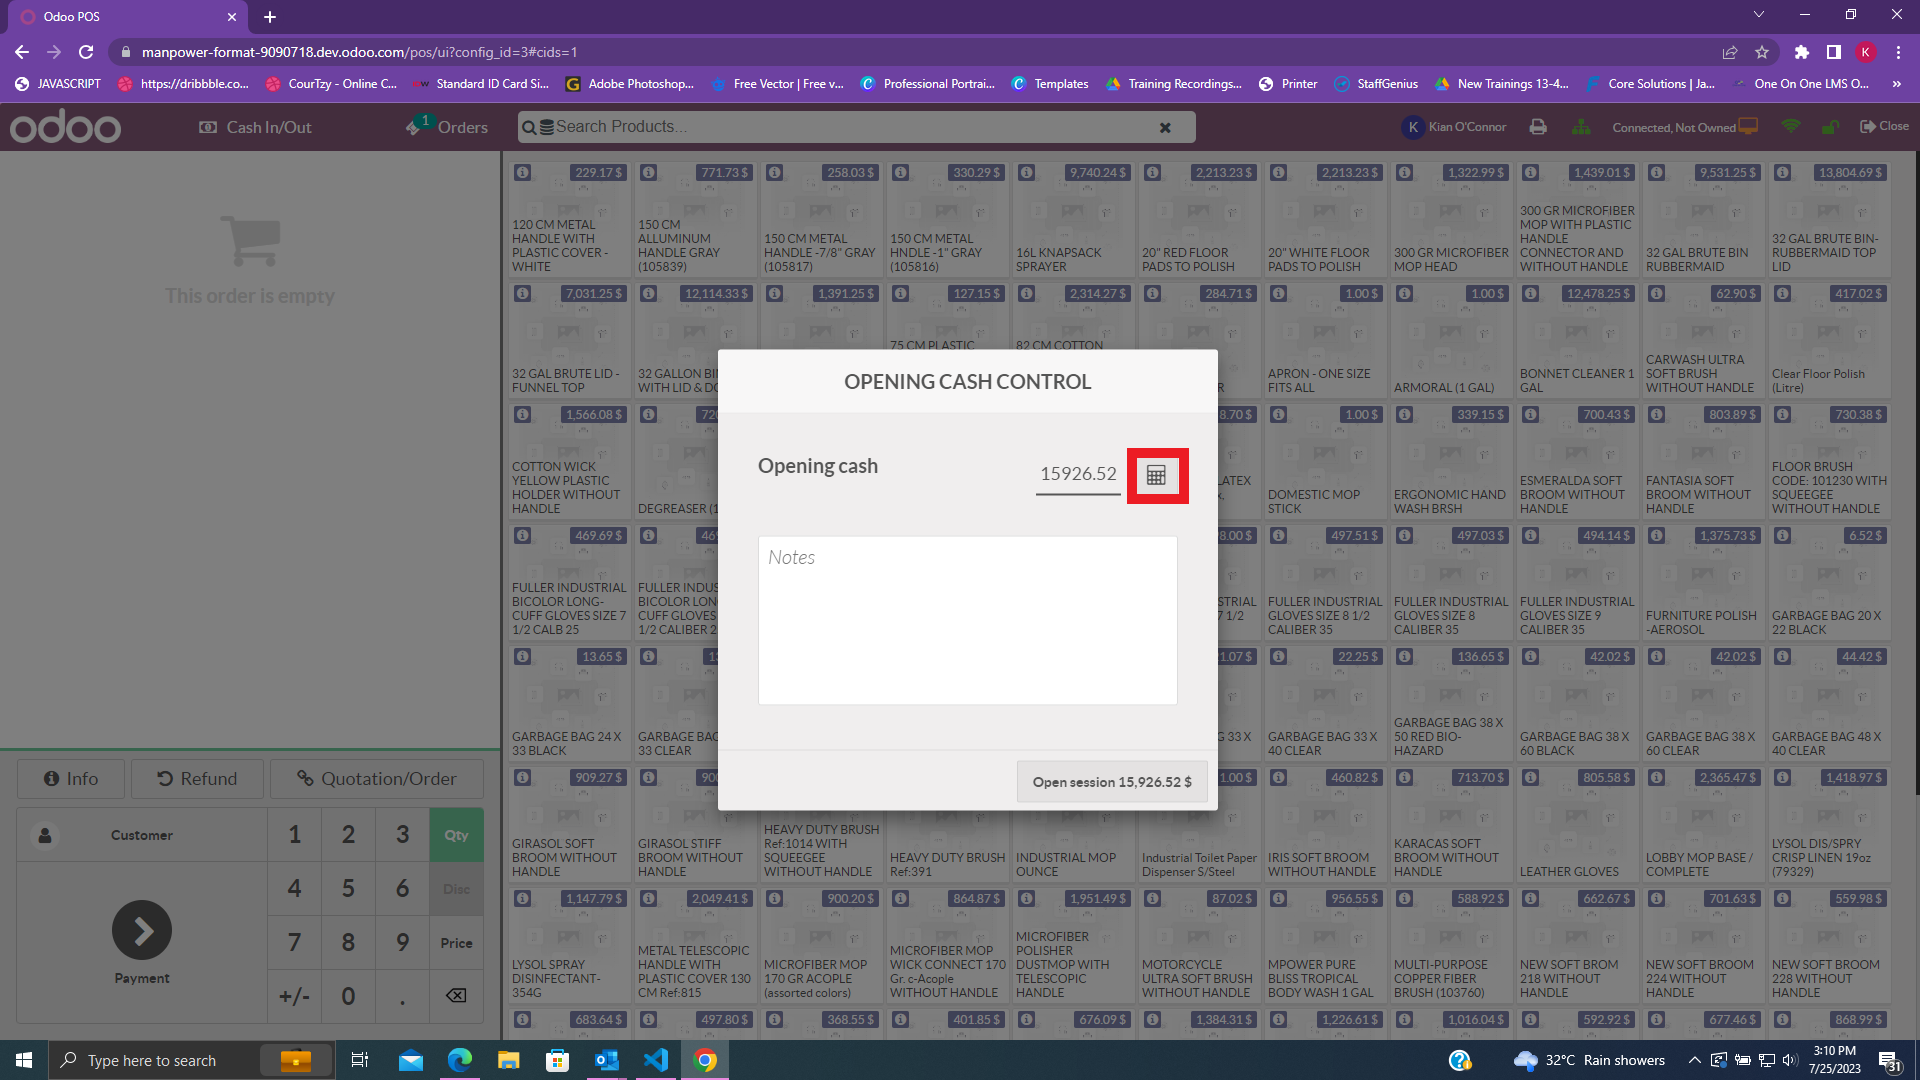 Odoo POS
manpower-format-9090718.dev.odoo.com/pos/ui?config_id=3#cids=1
K
JAVASCRIPT
https://dribbble.co...
CourTzy - Online C...
Standard ID Card Si...
Adobe Photoshop...
Free Vector | Free v...
Professional Portrai...
Templates
Training Recordings...
Printer
StaffGenius
New Trainings 13-4...
Core Solutions | Ja...
One On One LMS O...
odoo
Cash In/Out
1
Orders
Search Products...
K
Kian O'Connor
Connected, Not Owned
Close
This order is empty
229.17 $
120 CM METAL
HANDLE WITH
PLASTIC COVER -
WHITE
771.73 $
150 CM
ALLUMINUM
HANDLE GRAY
(105839)
258.03 $
150 CM METAL
HANDLE -7/8" GRAY
(105817)
330.29 $
150 CM METAL
HNDLE -1" GRAY
(105816)
9,740.24 $
16L KNAPSACK
SPRAYER
2,213.23 $
20" RED FLOOR
PADS TO POLISH
2,213.23 $
20" WHITE FLOOR
PADS TO POLISH
1,322.99 $
300 GR MICROFIBER
MOP HEAD
1,439.01 $
300 GR MICROFIBER
MOP WITH PLASTIC
HANDLE
CONNECTOR AND
WITHOUT HANDLE
9,531.25 $
32 GAL BRUTE BIN
RUBBERMAID
13,804.69 $
32 GAL BRUTE BIN-
RUBBERMAID TOP
LID
7,031.25 $
32 GAL BRUTE LID -
FUNNEL TOP
12,114.33 $
32 GALLON BI
WITH LID & DO
1,391.25 $
127.15 $
75 CM PLASTIC
2,314.27 $
82 CM COTTON
284.71 $
R
1.00 $
APRON - ONE SIZE
FITS ALL
1.00 $
ARMORAL (1 GAL)
12,478.25 $
BONNET CLEANER 1
GAL
62.90 $
CARWASH ULTRA
SOFT BRUSH
WITHOUT HANDLE
417.02 $
Clear Floor Polish
(Litre)
1,566.08 $
COTTON WICK
YELLOW PLASTIC
HOLDER WITHOUT
HANDLE
720
DEGREASER (1
8.70 $
LATEX
x.
1.00 $
DOMESTIC MOP
STICK
339.15 $
ERGONOMIC HAND
WASH BRSH
700.43 $
ESMERALDA SOFT
BROOM WITHOUT
HANDLE
803.89 $
FANTASIA SOFT
BROOM WITHOUT
HANDLE
730.38 $
FLOOR BRUSH
CODE: 101230 WITH
SQUEEGEE
WITHOUT HANDLE
469.69 $
FULLER INDUSTRIAL
BICOLOR LONG-
CUFF GLOVES SIZE 7
1/2 CALB 25
469
FULLER INDUS
BICOLOR LON
CUFF GLOVES
1/2 CALIBER 2
8.00 $
STRIAL
7 1/2
497.51 $
FULLER INDUSTRIAL
GLOVES SIZE 8 1/2
CALIBER 35
497.03 $
FULLER INDUSTRIAL
GLOVES SIZE 8
CALIBER 35
494.14 $
FULLER INDUSTRIAL
GLOVES SIZE 9
CALIBER 35
1,375.73 $
FURNITURE POLISH
-AEROSOL
6.52 $
GARBAGE BAG 20 X
22 BLACK
13.65 $
GARBAGE BAG 24 X
33 BLACK
GARBAGE BAG
33 CLEAR
1.07 $
G 33 X
22.25 $
GARBAGE BAG 33 X
40 CLEAR
136.65 $
GARBAGE BAG 38 X
50 RED BIO-
HAZARD
42.02 $
GARBAGE BAG 38 X
60 BLACK
42.02 $
GARBAGE BAG 38 X
60 CLEAR
44.42 $
GARBAGE BAG 48 X
40 CLEAR
909.27 $
GIRASOL SOFT
BROOM WITHOUT
HANDLE
900
GIRASOL STIFF
BROOM WITHOUT
HANDLE
HEAVY DUTY BRUSH
Ref:1014 WITH
SQUEEGEE
WITHOUT HANDLE
HEAVY DUTY BRUSH
Ref:391
INDUSTRIAL MOP
OUNCE
1.00 $
Industrial Toilet Paper
Dispenser S/Steel
460.82 $
IRIS SOFT BROOM
WITHOUT HANDLE
713.70 $
KARACAS SOFT
BROOM WITHOUT
HANDLE
805.58 $
LEATHER GLOVES
2,365.47 $
LOBBY MOP BASE /
COMPLETE
1,418.97 $
LYSOL DIS/SPRY
CRISP LINEN 19oz
(79329)
1,147.79 $
LYSOL SPRAY
DISINFECTANT-
354G
2,049.41 $
METAL TELESCOPIC
HANDLE WITH
PLASTIC COVER 130
CM Ref:815
900.20 $
MICROFIBER MOP
170 GR ACOPLE
(assorted colors)
864.87 $
MICROFIBER MOP
WICK CONNECT 170
Gr. c-Acople
WITHOUT HANDLE
1,951.49 $
MICROFIBER
POLISHER
DUSTMOP WITH
TELESCOPIC
HANDLE
87.02 $
MOTORCYCLE
ULTRA SOFT BRUSH
WITHOUT HANDLE
956.55 $
MPOWER PURE
BLISS TROPICAL
BODY WASH 1 GAL
588.92 $
MULTI-PURPOSE
COPPER FIBER
BRUSH (103760)
662.67 $
NEW SOFT BROM
218 WITHOUT
HANDLE
701.63 $
NEW SOFT BROOM
224 WITHOUT
HANDLE
559.98 $
NEW SOFT BROOM
228 WITHOUT
HANDLE
683.64 $
497.80 $
368.55 $
401.85 $
676.09 $
1,384.31 $
1,226.61 $
1,016.04 $
592.92 $
677.46 $
868.99 $
OPENING CASH CONTROL
Opening cash
15926.52
Notes
Open session 15,926.52 $
Info
Refund
Quotation/Order
Customer
1
2
3
Qty
4
5
6
Disc
7
8
9
Price
Payment
+/-
0
.
Type here to search
32°C
Rain showers
3:10 PM
7/25/2023
31